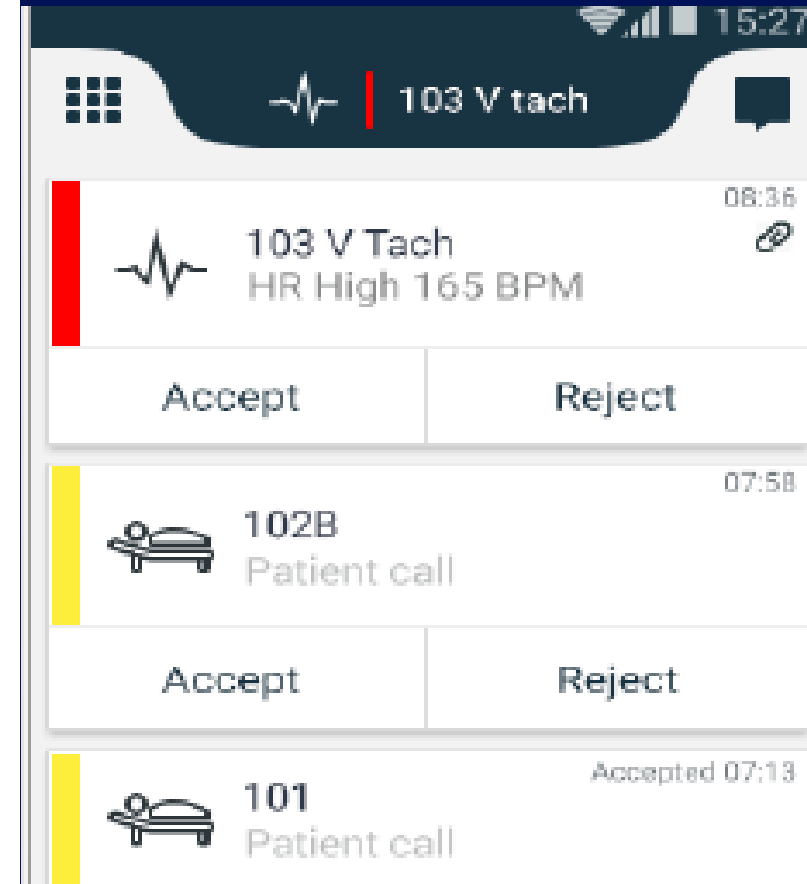 15:27
103 V tach
08:36
103 V Tach
HR High 165 BPM
Accept Reject
07:58
102B
Patient call
Accept Reject
Accepted 07:13
101
Patient call